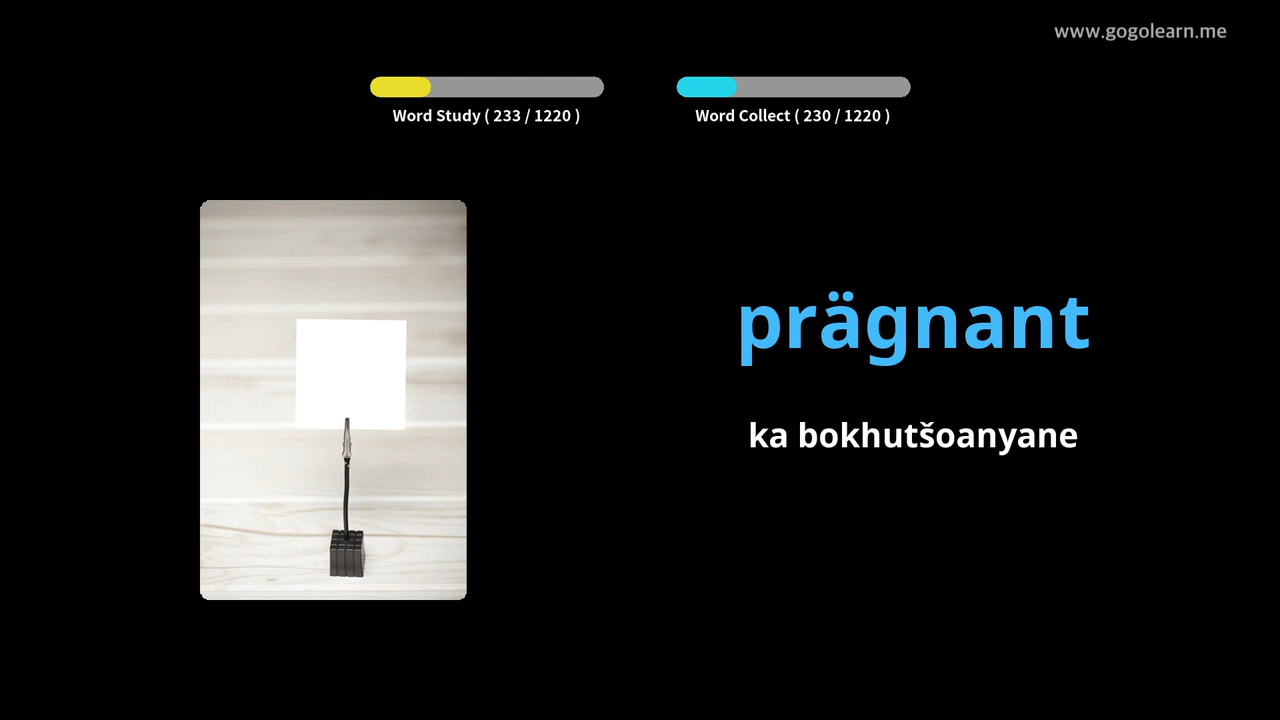 www.gogolearn.me
Word Study ( 233 / 1220 )
Word Collect ( 230 / 1220 )
prägnant
ka bokhutšoanyane